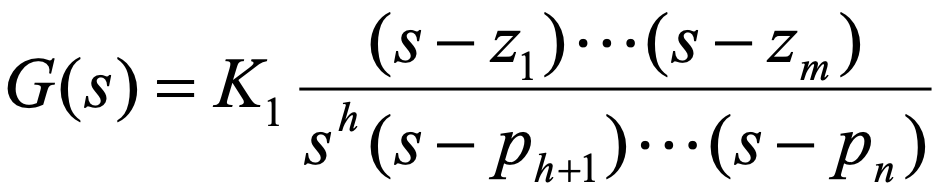 G(s) = K₁ (s − z₁)⋯(s − zₘ) / sʰ(s − pₕ₊₁)⋯(s − pₙ)